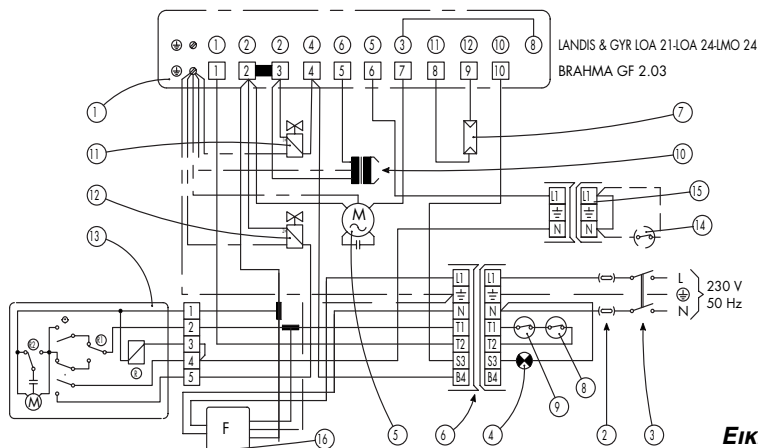 ① ② ② ④ ⑥ ⑤ ③ ⑪ ⑫ ⑩ ⑧ LANDIS & GYR LOA 21-LOA 24-LMO 24
1 2 3 4 5 6 7 8 9 10 BRAHMA GF 2.03
① ⑦
⑪ ⑩
⑫ M L1 L1 ⑮
N N ⑭
⑬
L1 L1 L
N N N
230 V
50 Hz
1
2
3
4
5
T1 T1
T2 T2
S3 S3
B4 B4
R2 R1
R
M
F
⑯ ⑤ ⑥ ④ ⑨ ⑧ ② ③
Εικ